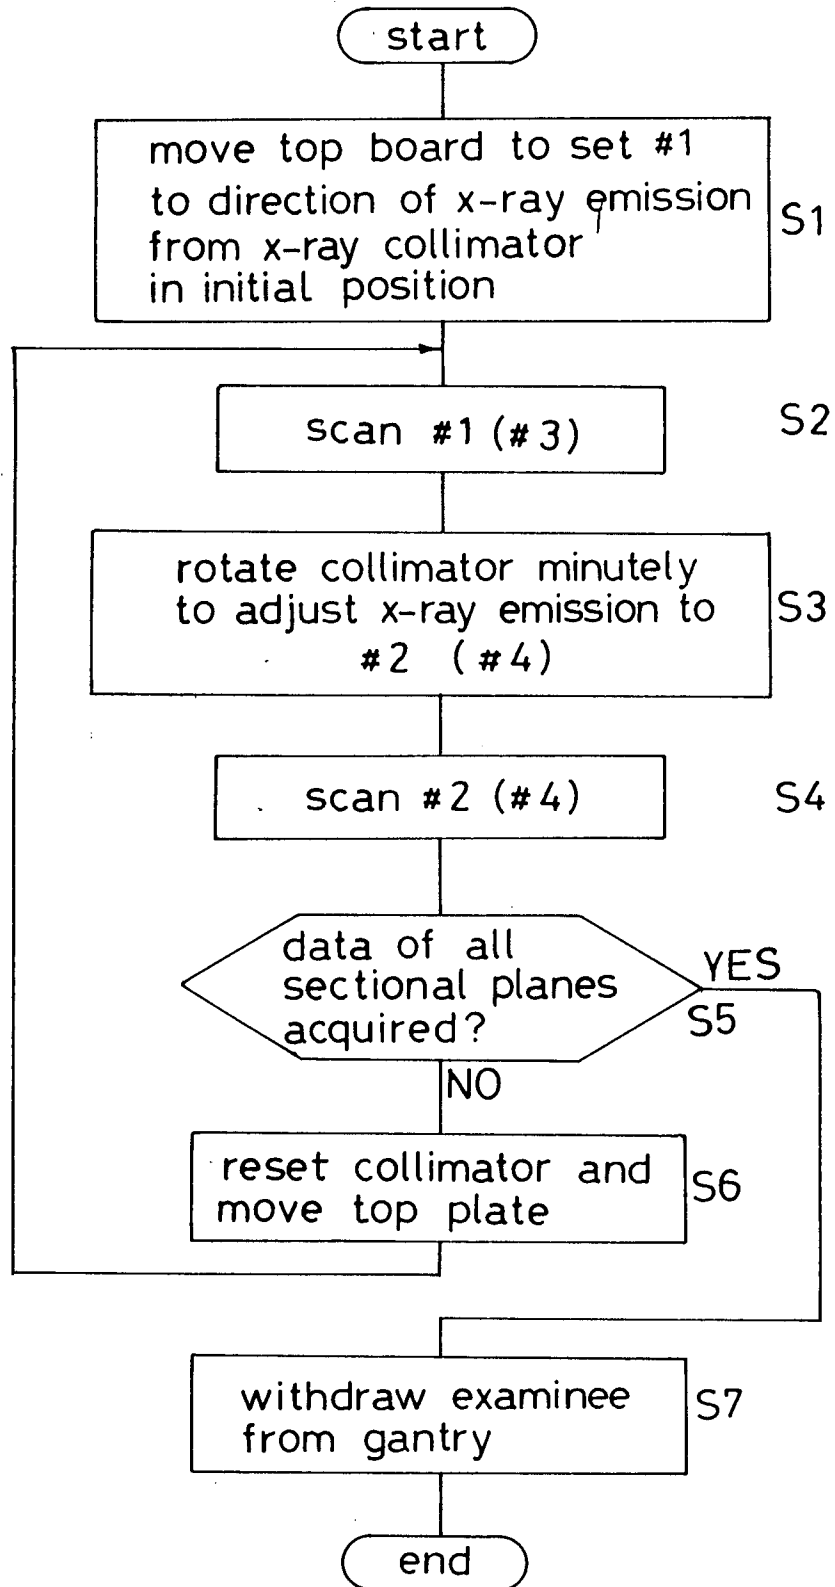 start
move top board to set #1
to direction of x-ray emission
from x-ray collimator
in initial position
S1
scan #1 (#3)
S2
rotate collimator minutely
to adjust x-ray emission to
#2 (#4)
S3
scan #2 (#4)
S4
data of all
sectional planes
acquired?
YES
S5
NO
reset collimator and
move top plate
S6
withdraw examinee
from gantry
S7
end